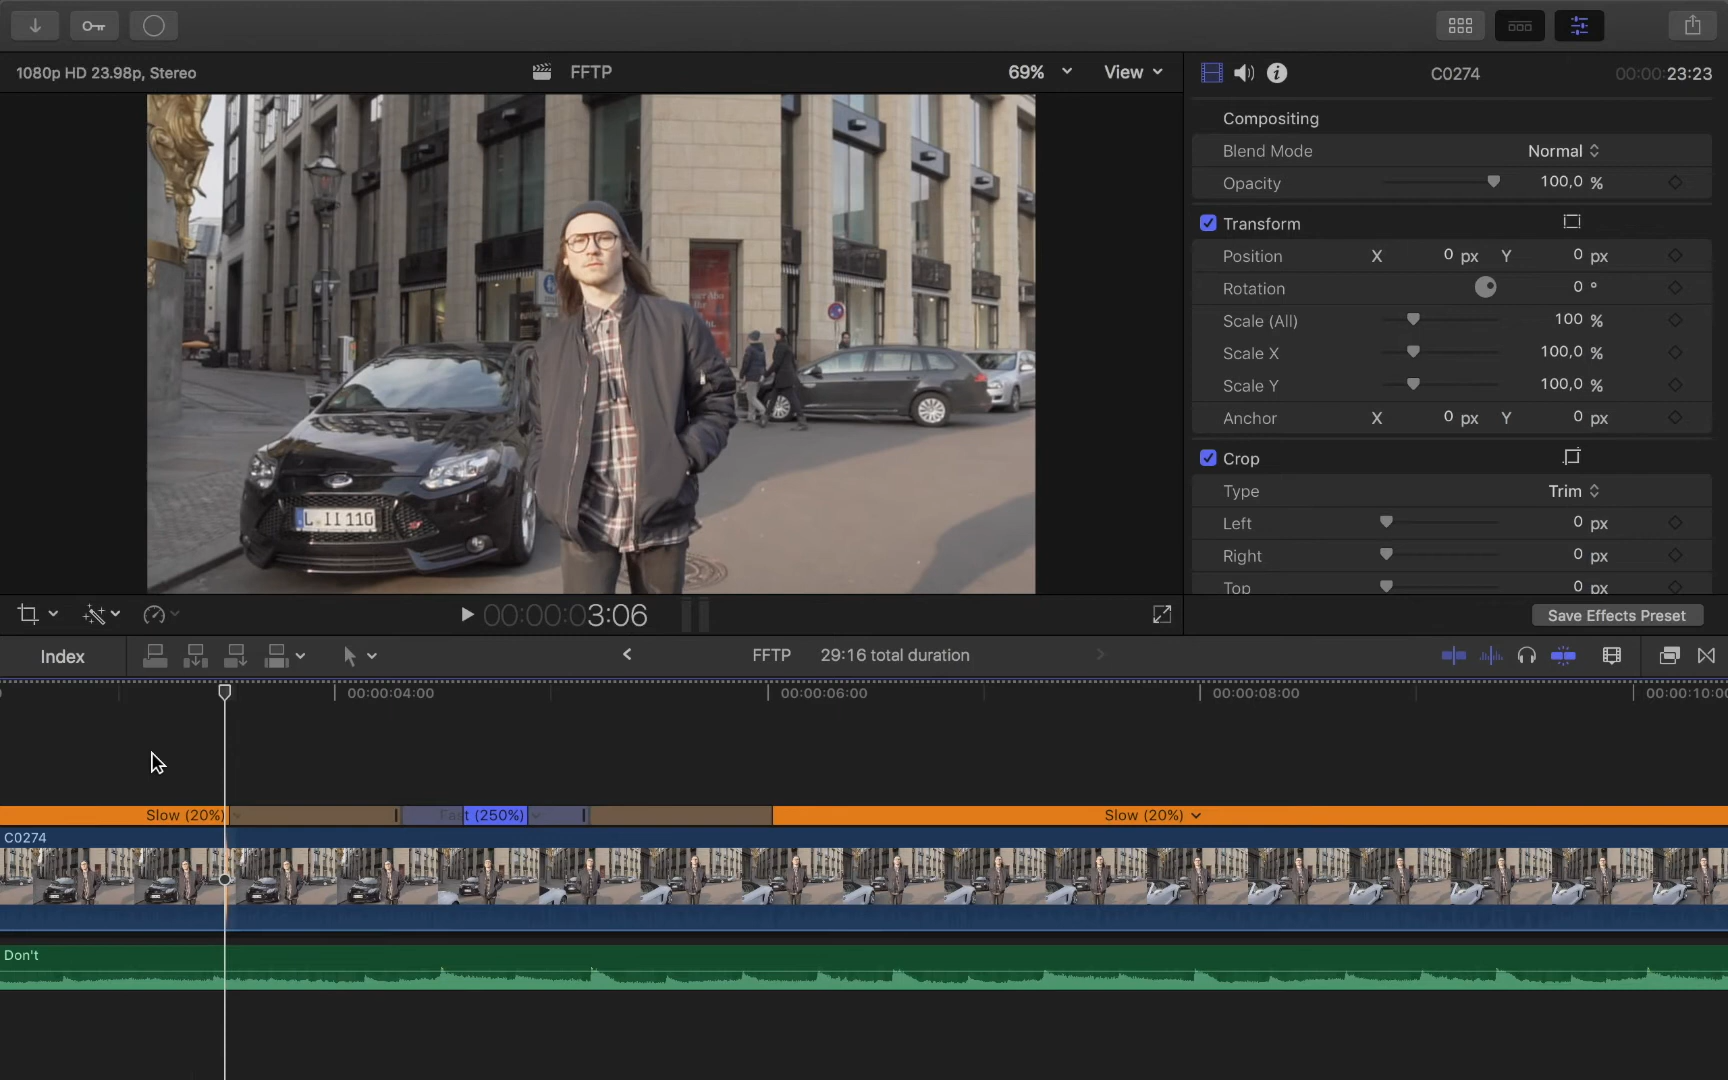 1080p HD 23.98p, Stereo
FFTP
69%
View
C0274
00:00:00:23:23
Compositing
Blend Mode Normal
Opacity 100,0 %
Transform
Position X 0 px Y 0 px
Rotation 0 °
Scale (All) 100 %
Scale X 100,0 %
Scale Y 100,0 %
Anchor X 0 px Y 0 px
Crop
Type Trim
Left 0 px
Right 0 px
Top 0 px
L II 110
00:00:03:06
Save Effects Preset
Index
FFTP
29:16 total duration
00:00:04:00
00:00:06:00
00:00:08:00
00:00:10:00
Slow (20%)
Fast (250%)
Slow (20%)
C0274
Don't